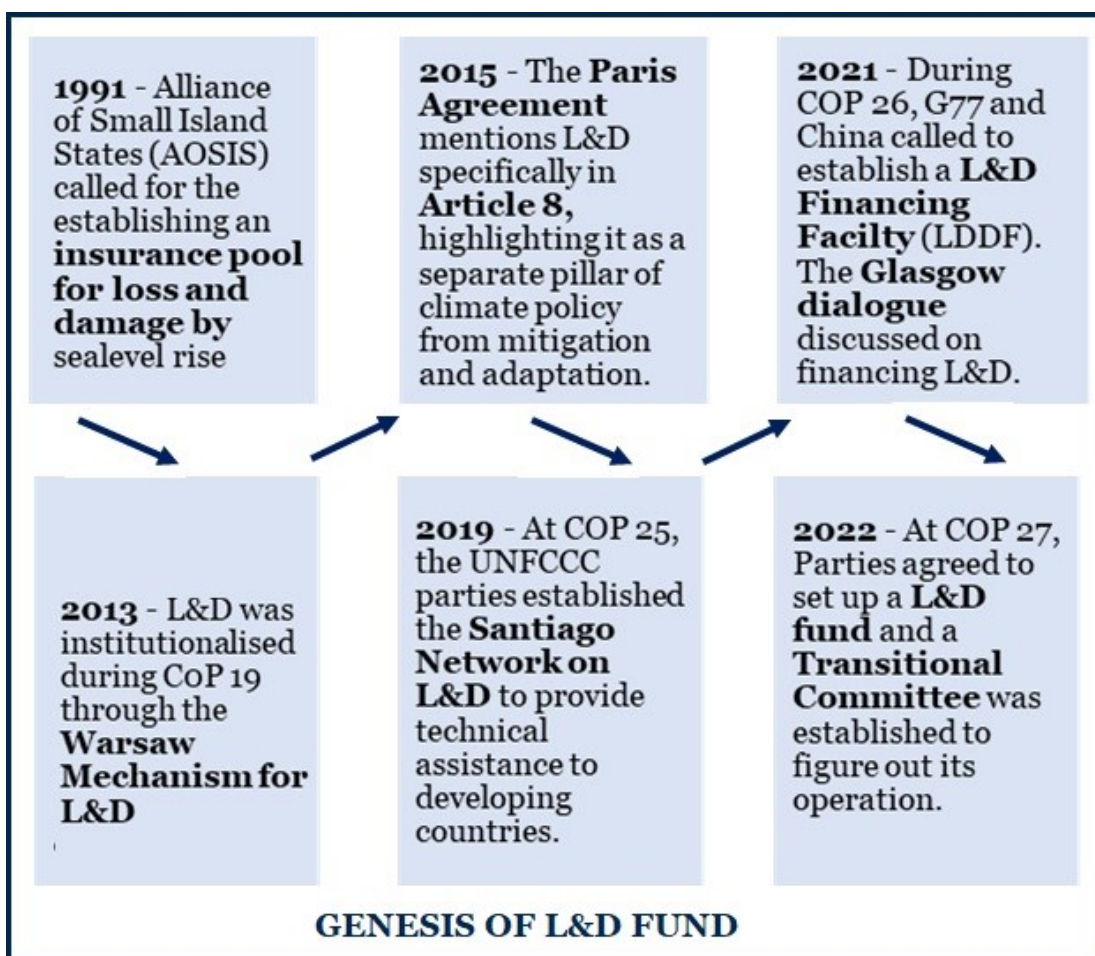 1991 - Alliance
of Small Island
States (AOSIS)
called for the
establishing an
insurance pool
for loss and
damage by
sealevel rise
2013 - L&D was
institutionalised
during CoP 19
through the
Warsaw
Mechanism for
L&D
2015 - The Paris
Agreement
mentions L&D
specifically in
Article 8,
highlighting it as a
separate pillar of
climate policy
from mitigation
and adaptation.
2019 - At COP 25,
the UNFCCC
parties established
the Santiago
Network on
L&D to provide
technical
assistance to
developing
countries.
2021 - During
COP 26, G77 and
China called to
establish a L&D
Financing
Facilty (LDDF).
The Glasgow
dialogue
discussed on
financing L&D.
2022 - At COP 27,
Parties agreed to
set up a L&D
fund and a
Transitional
Committee was
established to
figure out its
operation.
GENESIS OF L&D FUND